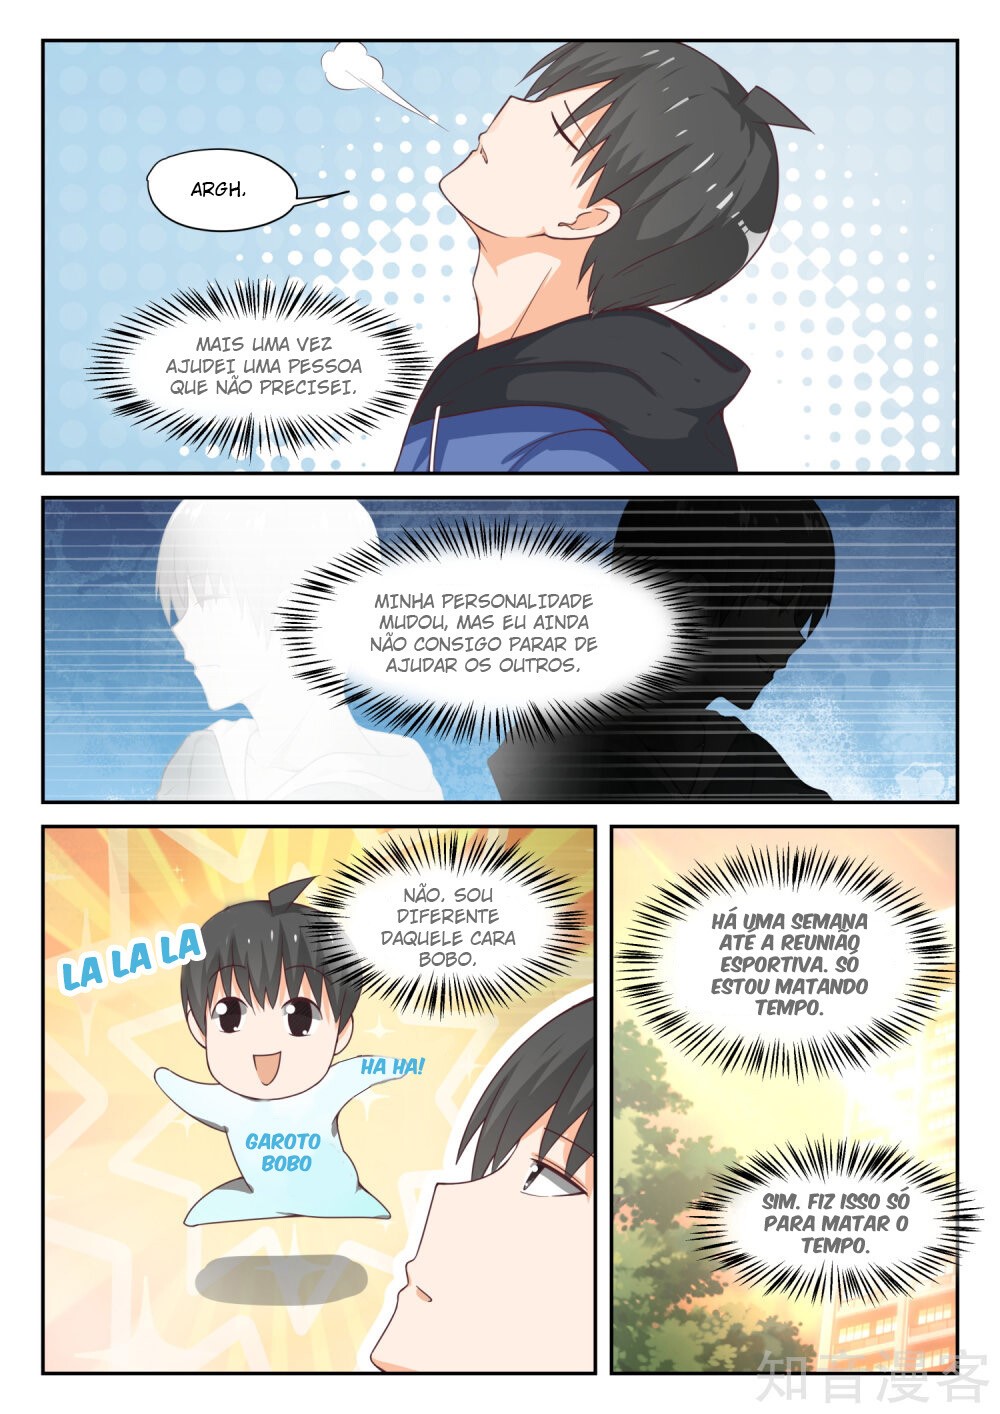 ARGH.
MAIS UMA VEZ
AJUDEI UMA PESSOA
QUE NÃO PRECISEI.
MINHA PERSONALIDADE
MUDOU, MAS EU AINDA
NÃO CONSIGO PARAR DE
AJUDAR OS OUTROS.
NÃO. SOU
DIFERENTE
DAQUELE CARA
BOBO.
LA LA LA
HA HA!
GAROTO
BOBO
HÁ UMA SEMANA
ATÉ A REUNIÃO
ESPORTIVA. SÓ
ESTOU MATANDO
TEMPO.
SIM. FIZ ISSO SÓ
PARA MATAR O
TEMPO.
知音漫客